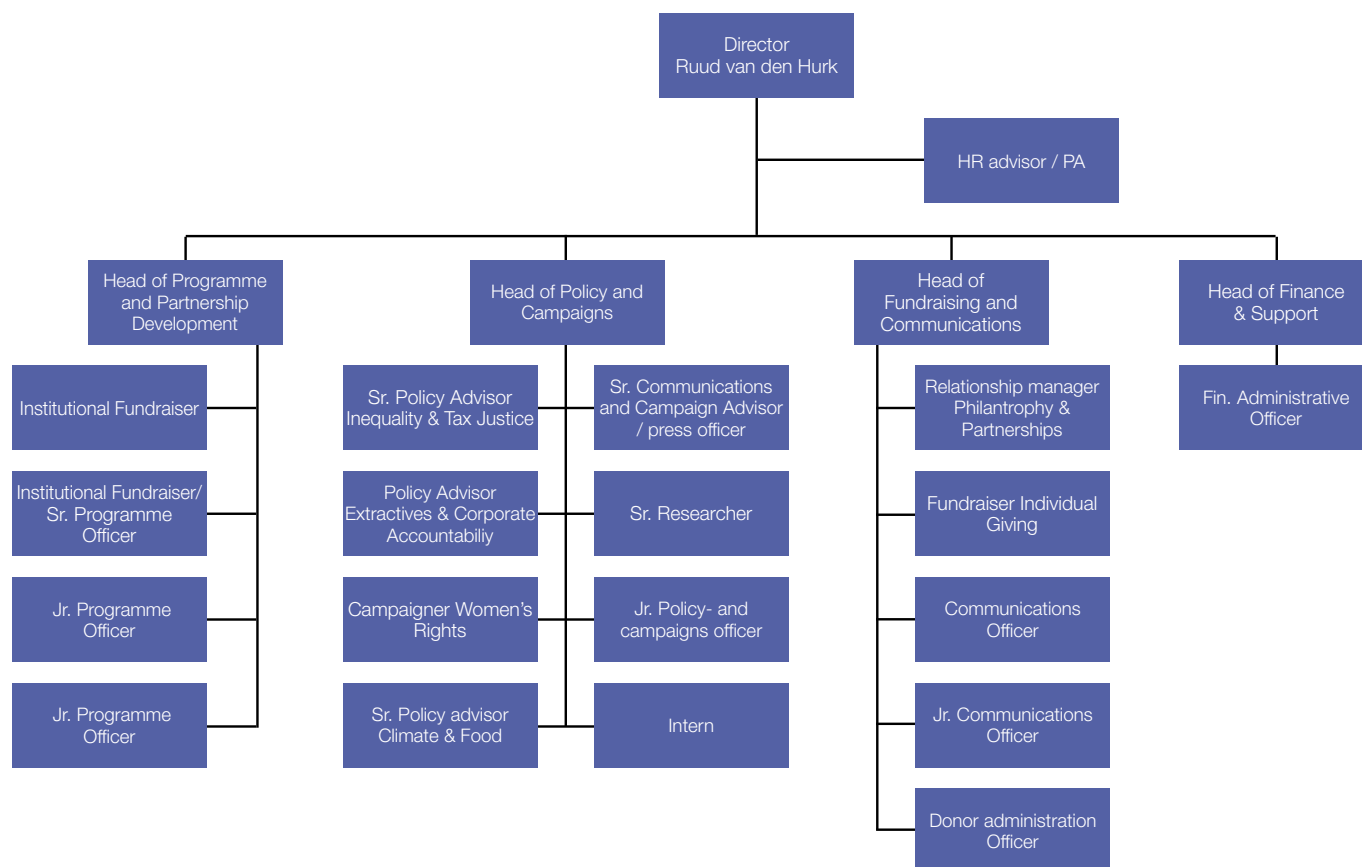 Director
Ruud van den Hurk
HR advisor / PA
Head of Programme
and Partnership
Development
Head of Policy and
Campaigns
Head of
Fundraising and
Communications
Head of Finance
& Support
Institutional Fundraiser
Institutional Fundraiser/
Sr. Programme
Officer
Jr. Programme
Officer
Jr. Programme
Officer
Sr. Policy Advisor
Inequality & Tax Justice
Sr. Communications
and Campaign Advisor
/ press officer
Policy Advisor
Extractives & Corporate
Accountabiliy
Sr. Researcher
Campaigner Women’s
Rights
Jr. Policy- and
campaigns officer
Sr. Policy advisor
Climate & Food
Intern
Relationship manager
Philantrophy &
Partnerships
Fundraiser Individual
Giving
Communications
Officer
Jr. Communications
Officer
Donor administration
Officer
Fin. Administrative
Officer